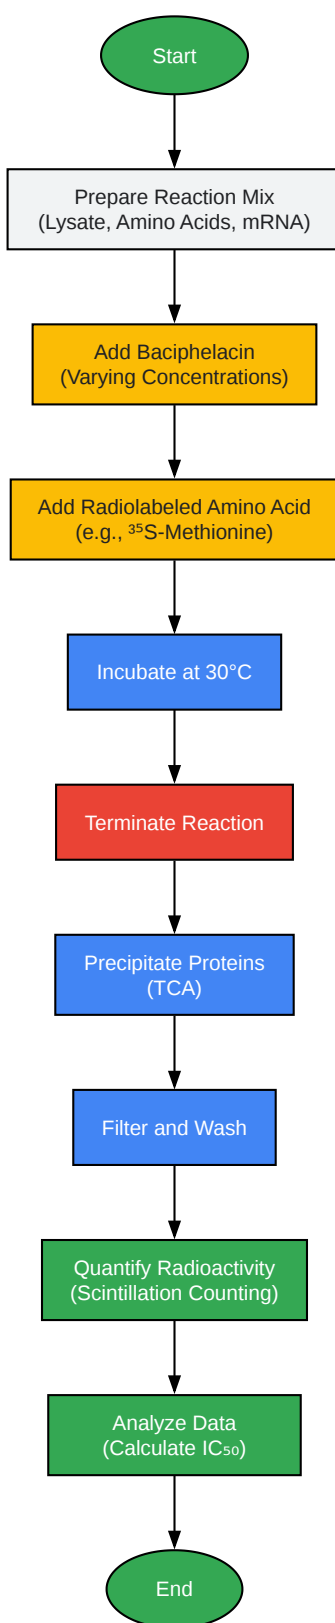 Start
Prepare Reaction Mix
(Lysate, Amino Acids, mRNA)
Add Baciphelacin
(Varying Concentrations)
Add Radiolabeled Amino Acid
(e.g., ³⁵S-Methionine)
Incubate at 30°C
Terminate Reaction
Precipitate Proteins
(TCA)
Filter and Wash
Quantify Radioactivity
(Scintillation Counting)
Analyze Data
(Calculate IC₅₀)
End